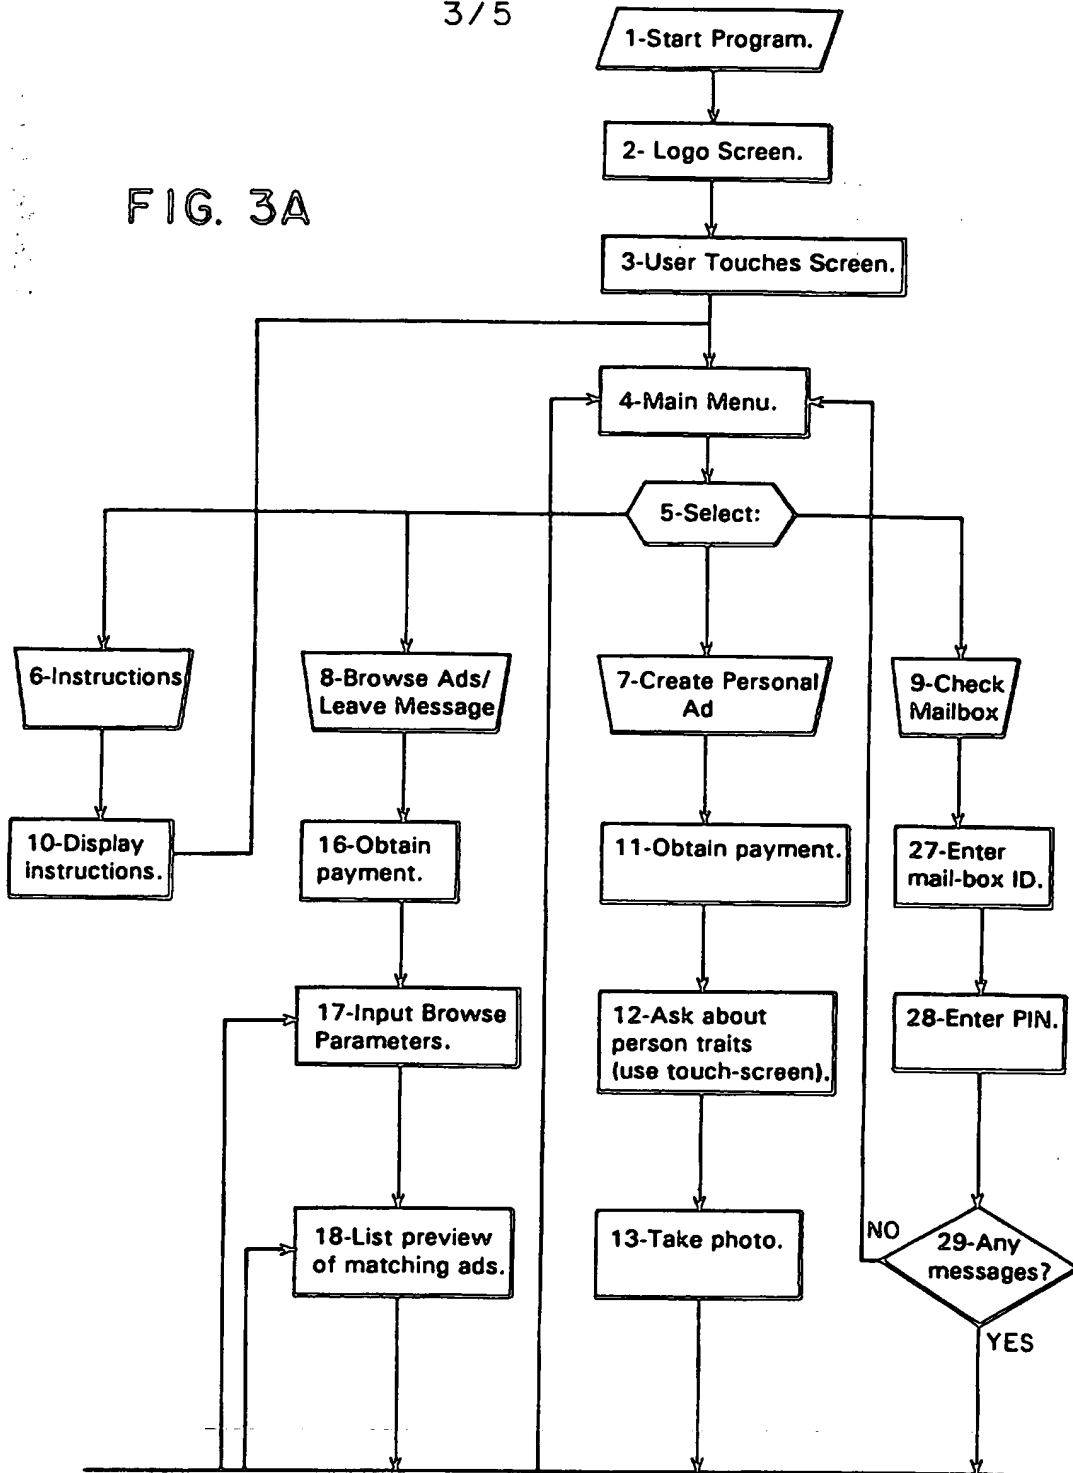 3/5
1-Start Program.
2- Logo Screen.
FIG. 3A
3-User Touches Screen.
4-Main Menu.
5-Select:
6-Instructions
8-Browse Ads/
Leave Message
7-Create Personal
Ad
9-Check
Mailbox
10-Display
instructions.
16-Obtain
payment.
11-Obtain payment.
27-Enter
mail-box ID.
17-Input Browse
Parameters.
12-Ask about
person traits
(use touch-screen).
28-Enter PIN.
18-List preview
of matching ads.
13-Take photo.
NO
29-Any
messages?
YES